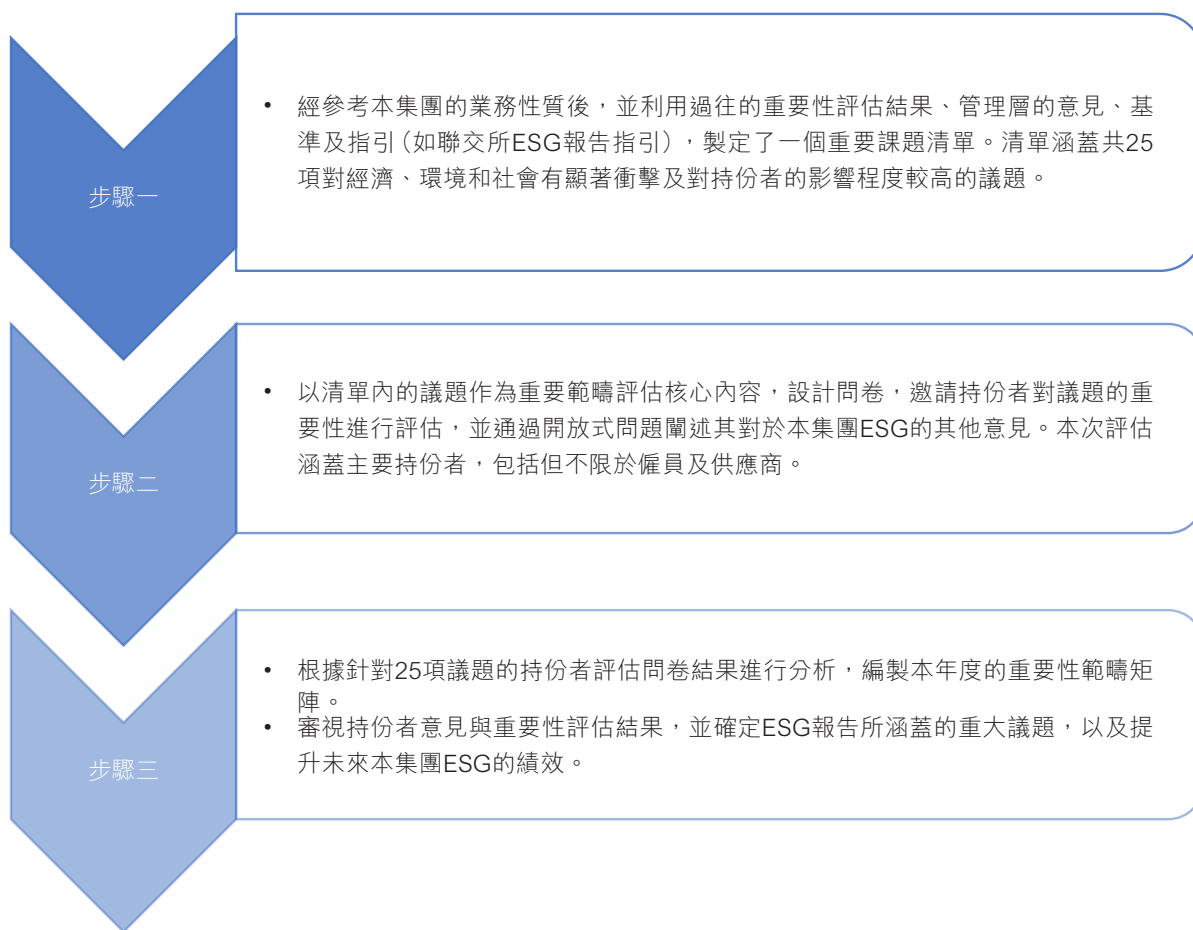 步驟一
• 經參考本集團的業務性質後，並利用過往的重要性評估結果、管理層的意見、基
準及指引（如聯交所ESG報告指引），製定了一個重要課題清單。清單涵蓋共25
項對經濟、環境和社會有顯著衝擊及對持份者的影響程度較高的議題。
步驟二
• 以清單內的議題作為重要範疇評估核心內容，設計問卷，邀請持份者對議題的重
要性進行評估，並通過開放式問題闡述其對於本集團ESG的其他意見。本次評估
涵蓋主要持份者，包括但不限於僱員及供應商。
步驟三
• 根據針對25項議題的持份者評估問卷結果進行分析，編製本年度的重要性範疇矩
陣。
• 審視持份者意見與重要性評估結果，並確定ESG報告所涵蓋的重大議題，以及提
升未來本集團ESG的績效。